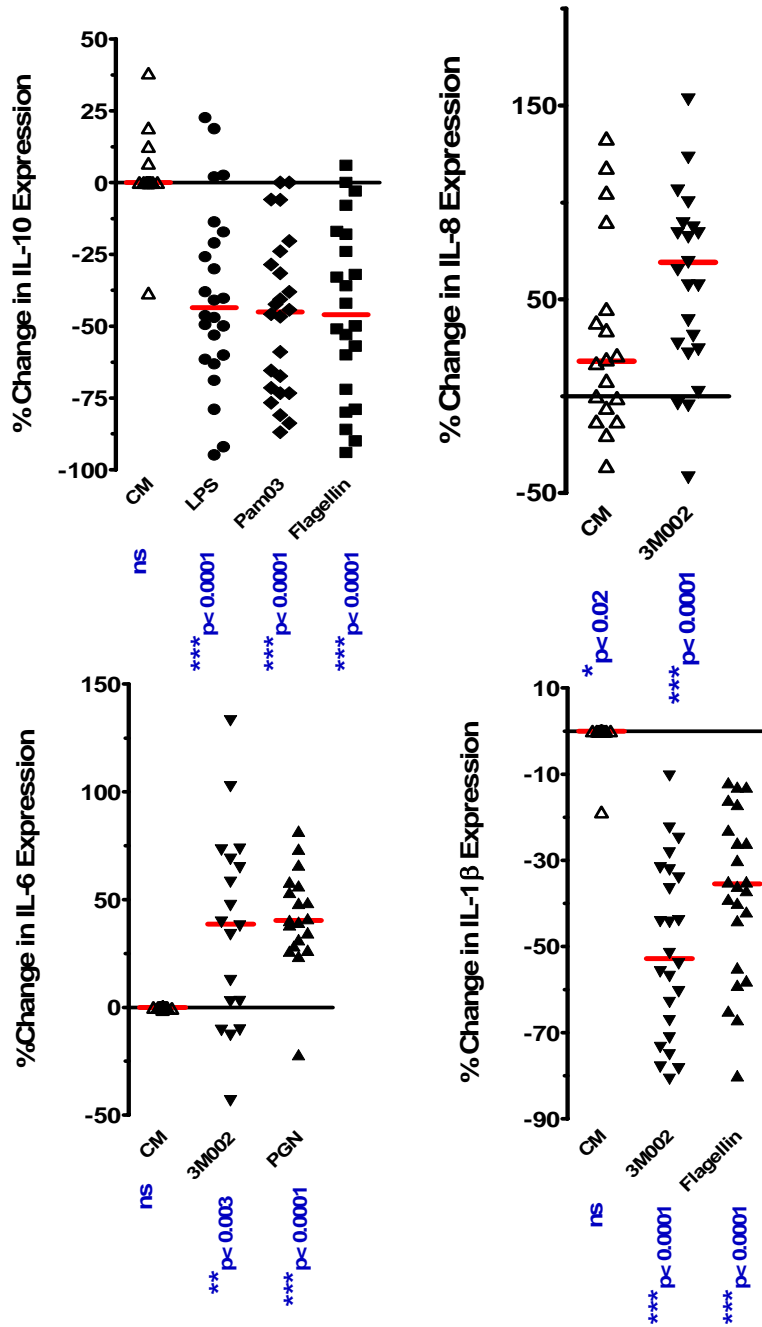 % Change in IL-10 Expression
50
25
0
-25
-50
-75
-100
CM
LPS
Pam03
Flagellin
ns
*** p< 0.0001
*** p< 0.0001
*** p< 0.0001
% Change in IL-8 Expression
150
50
-50
CM
3M002
* p< 0.02
*** p< 0.0001
%Change in IL-6 Expression
150
100
50
0
-50
CM
3M002
PGN
ns
** p< 0.003
*** p< 0.0001
% Change in IL-1β Expression
10
-10
-30
-50
-70
-90
CM
3M002
Flagellin
ns
*** p< 0.0001
*** p< 0.0001